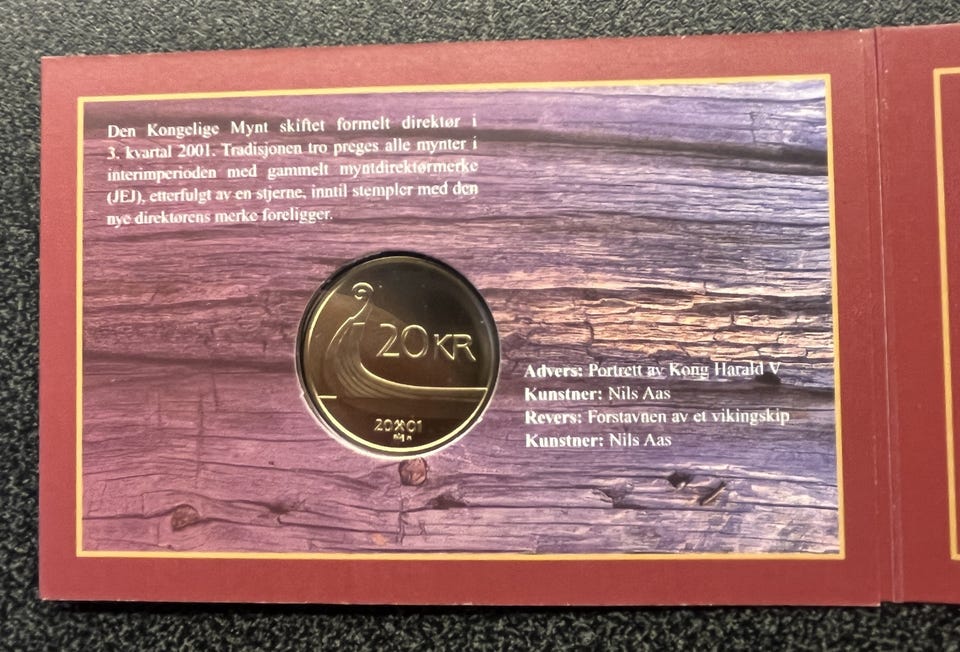 Den Kongelige Mynt skiftet formelt direktør i
3. kvartal 2001. Tradisjonen tro preges alle mynter i
interimperioden med gammelt myntdirektørmerke
(JEJ), etterfulgt av en stjerne, inntil stempler med den
nye direktørens merke foreligger.
20 KR
20⚒01
Advers: Portrett av Kong Harald V
Kunstner: Nils Aas
Revers: Forstavnen av et vikingskip
Kunstner: Nils Aas